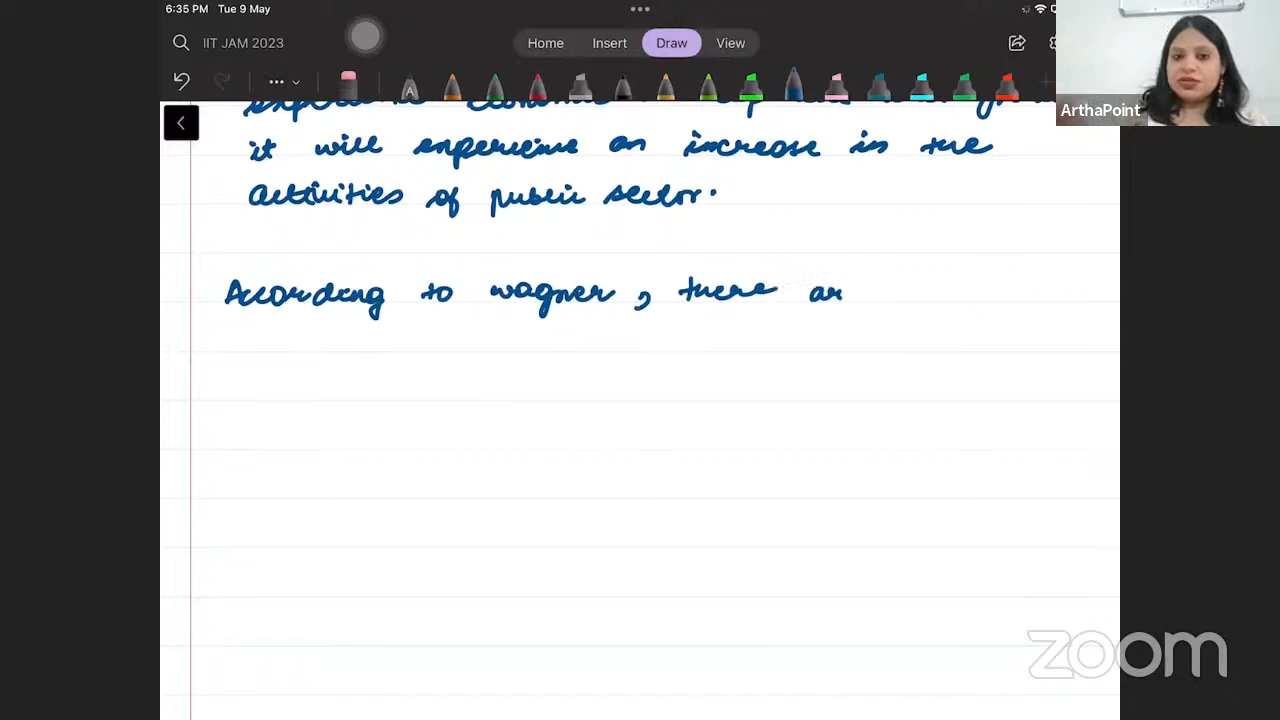 6:35 PM Tue 9 May
IIT JAM 2023
Home Insert Draw View
A
ArthaPoint
it will experience an increase in the
activities of public sector.
According to wagner, there ar
zoom